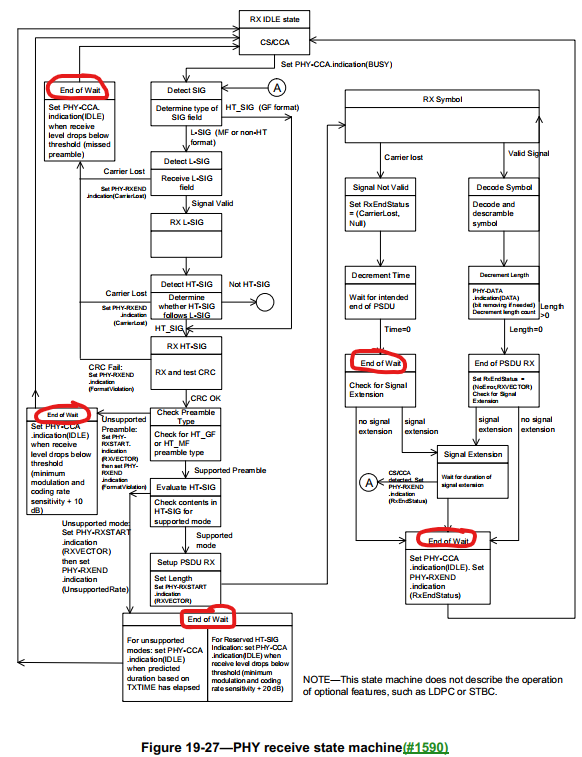 RX IDLE state
CS/CCA
Set PHY-CCA.indication(BUSY)
End of Wait
Set PHY-CCA.
indication(IDLE)
when receive
level drops below
threshold (missed
preamble)
Detect SIG
Determine type of
SIG field
A
HT_SIG (GF format)
L-SIG (MF or non-HT
format)
Detect L-SIG
Receive L-SIG
field
Carrier Lost
Set PHY-RXEND
.indication(CarrierLost)
Signal Valid
RX L-SIG
Detect HT-SIG
Determine
whether HT-SIG
follows L-SIG
Not HT-SIG
Carrier Lost
Set PHY-RXEND
.indication
(CarrierLost)
HT_SIG
RX HT-SIG
RX and test CRC
CRC Fail:
Set PHY-RXEND
.indication
(FormatViolation)
CRC OK
End of Wait
Set PHY-CCA
.indication(IDLE)
when receive
level drops below
threshold
(minimum
modulation and
coding rate
sensitivity + 10
dB)
Unsupported
Preamble:
Set PHY-
RXSTART.
indication
(RXVECTOR)
then set PHY-
RXEND
.indication
(FormatViolation)
Check Preamble
Type
Check for HT_GF
or HT_MF
preamble type
Supported Preamble
Evaluate HT-SIG
Check contents in
HT-SIG for
supported mode
Unsupported mode:
Set PHY-RXSTART
.indication
(RXVECTOR)
then set
PHY-RXEND
.indication
(UnsupportedRate)
Supported
mode
Setup PSDU RX
Set Length
Set PHY-RXSTART
.indication
(RXVECTOR)
End of Wait
For unsupported
modes: set PHY-CCA
.indication(IDLE)
when predicted
duration based on
TXTIME has elapsed
For Reserved HT-SIG
Indication: set PHY-CCA
.indication(IDLE) when
receive level drops below
threshold (minimum
modulation and coding
rate sensitivity + 20 dB)
RX Symbol
Carrier lost
Valid Signal
Signal Not Valid
Set RxEndStatus
= (CarrierLost,
Null)
Decode Symbol
Decode and
descramble
symbol
Decrement Time
Wait for intended
end of PSDU
Decrement Length
PHY-DATA
.indication(DATA)
(bit removing if needed)
Decrement length count
Length
>0
Time=0
Length=0
End of Wait
Check for Signal
Extension
End of PSDU RX
Set RxEndStatus =
(NoError,RXVECTOR)
Check for Signal
Extension
no signal
extension
signal
extension
signal
extension
no signal
extension
Signal Extension
Wait for duration of
signal extension
A
CS/CCA
detected. Set
PHY-RXEND
.indication
(RxEndStatus)
End of Wait
Set PHY-CCA
.indication(IDLE). Set
PHY-RXEND
.indication
(RxEndStatus)
NOTE—This state machine does not describe the operation
of optional features, such as LDPC or STBC.
Figure 19-27—PHY receive state machine(#1590)